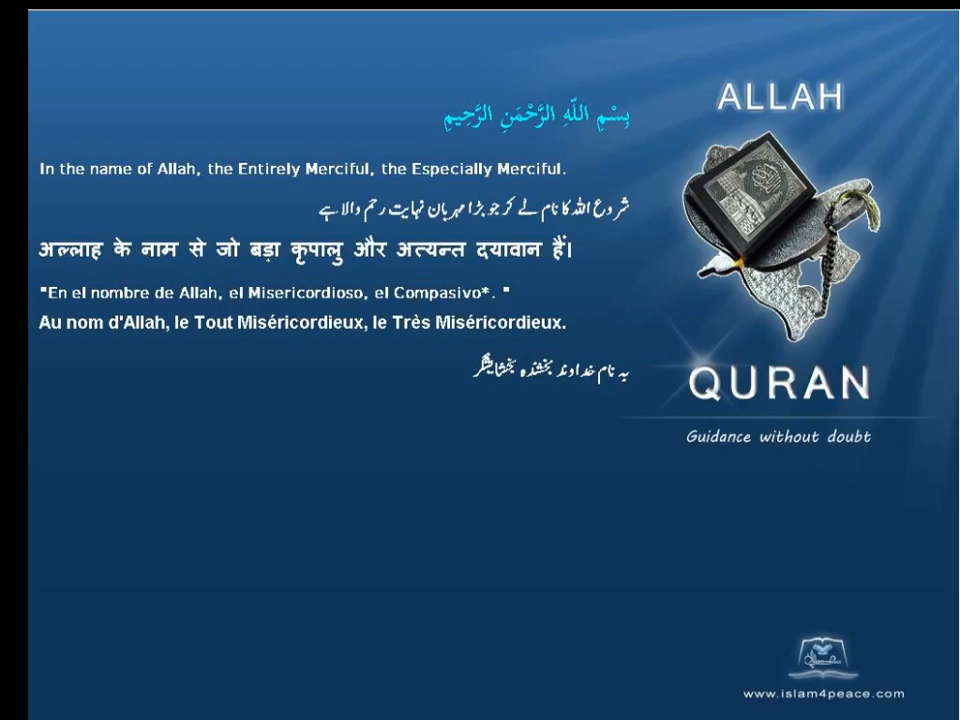 بِسْمِ اللَّهِ الرَّحْمَنِ الرَّحِيمِ
In the name of Allah, the Entirely Merciful, the Especially Merciful.
شروع اللہ کا نام لے کر جو بڑا مہربان نہایت رحم والا ہے
अल्लाह के नाम से जो बड़ा कृपालु और अत्यन्त दयावान हैं।
"En el nombre de Allah, el Misericordioso, el Compasivo*. "
Au nom d'Allah, le Tout Miséricordieux, le Très Miséricordieux.
به نام خداوند بخشنده بخشایشگر
ALLAH
QURAN
Guidance without doubt
www.islam4peace.com